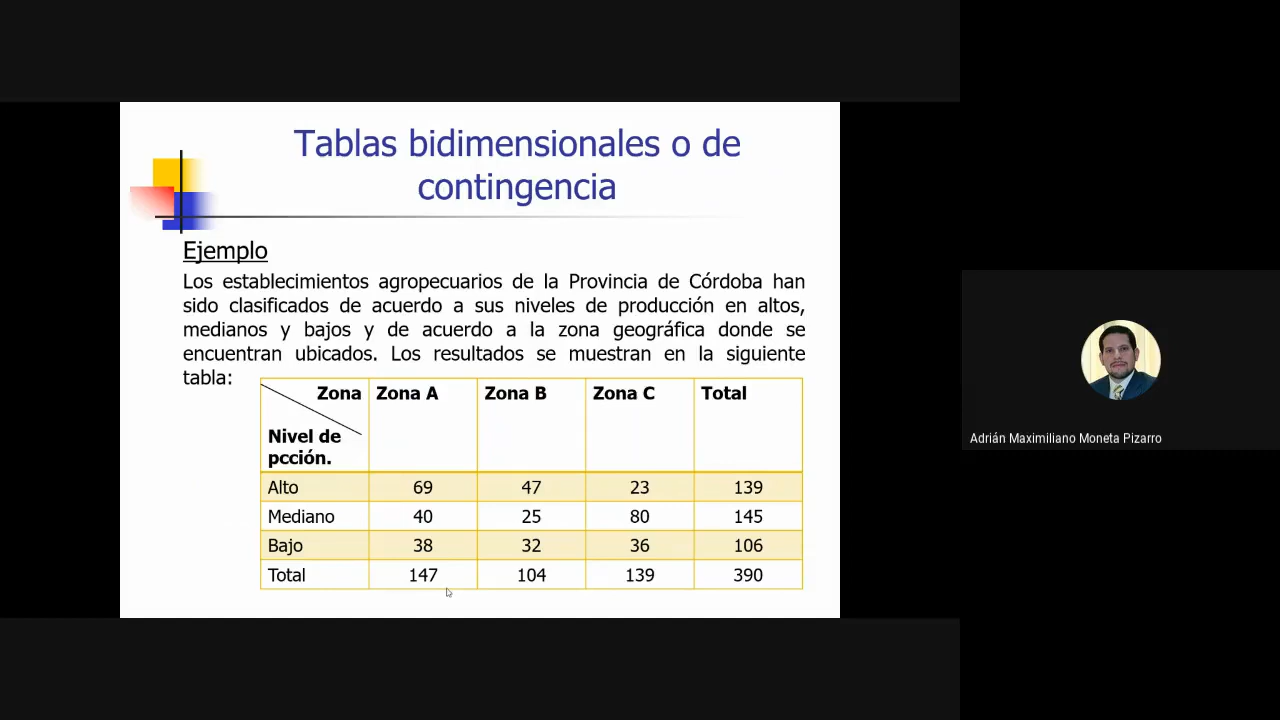 Tablas bidimensionales o de
contingencia
Ejemplo
Los establecimientos agropecuarios de la Provincia de Córdoba han
sido clasificados de acuerdo a sus niveles de producción en altos,
medianos y bajos y de acuerdo a la zona geográfica donde se
encuentran ubicados. Los resultados se muestran en la siguiente
tabla:
Zona Zona A Zona B Zona C Total
Nivel de
pcción.
Alto 69 47 23 139
Mediano 40 25 80 145
Bajo 38 32 36 106
Total 147 104 139 390
Adrián Maximiliano Moneta Pizarro